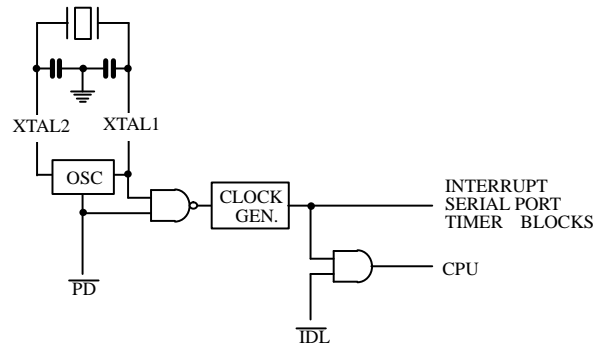 XTAL2
XTAL1
OSC
CLOCK
GEN.
INTERRUPT
SERIAL PORT
TIMER BLOCKS
CPU
PD
IDL